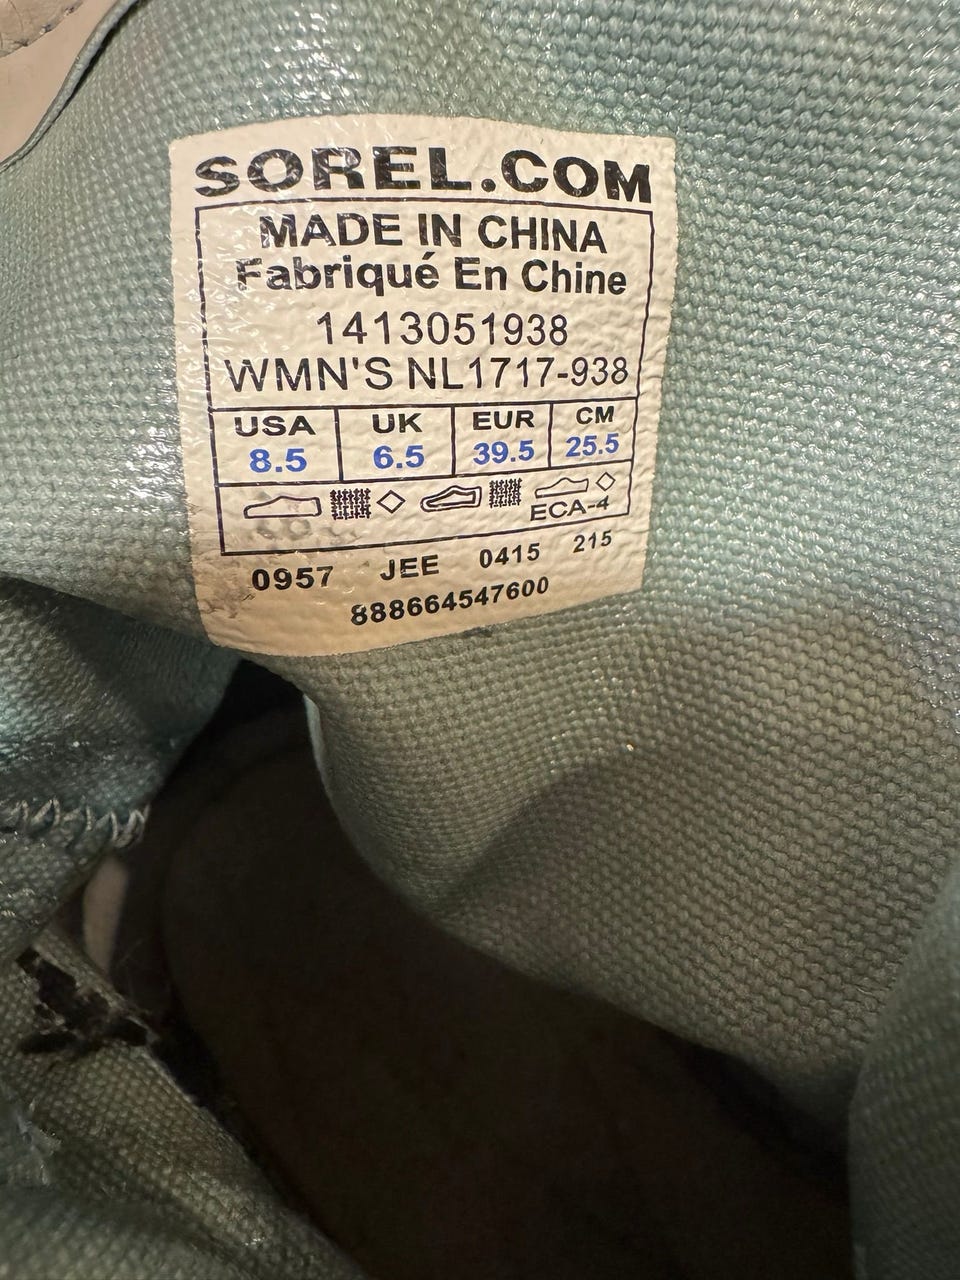 SOREL.COM
MADE IN CHINA
Fabriqué En Chine
1413051938
WMN'S NL1717-938
USA UK EUR CM
8.5 6.5 39.5 25.5
ECA-4
0957 JEE 0415 215
888664547600